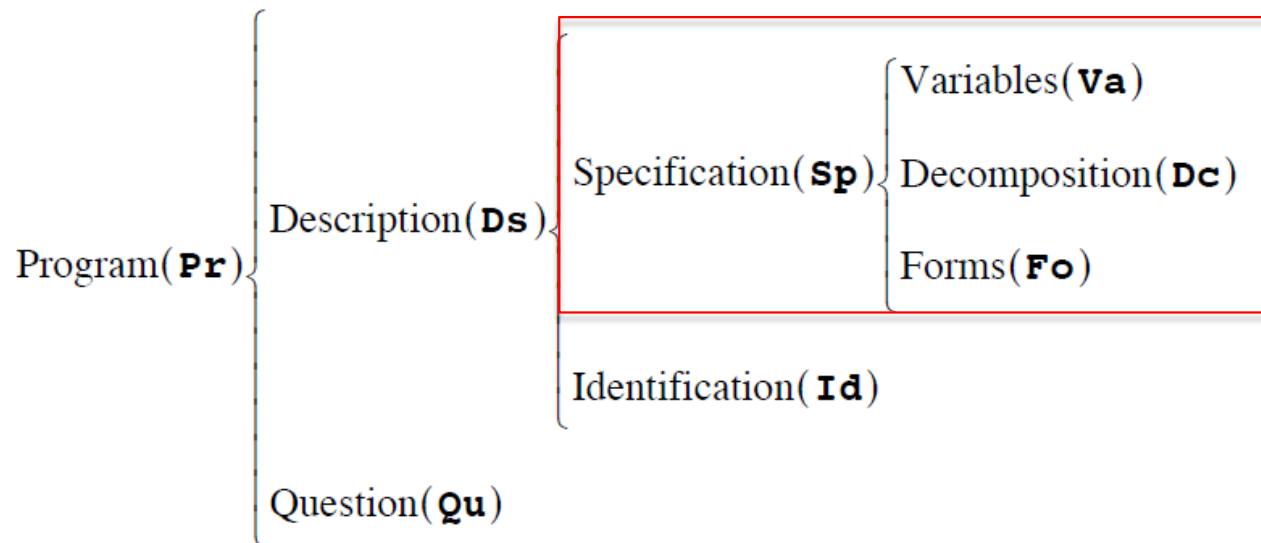 Variables(Va)
Specification(Sp)
Decomposition(Dc)
Description(Ds)
Program(Pr)
Forms(Fo)
Identification(Id)
Question(Qu)